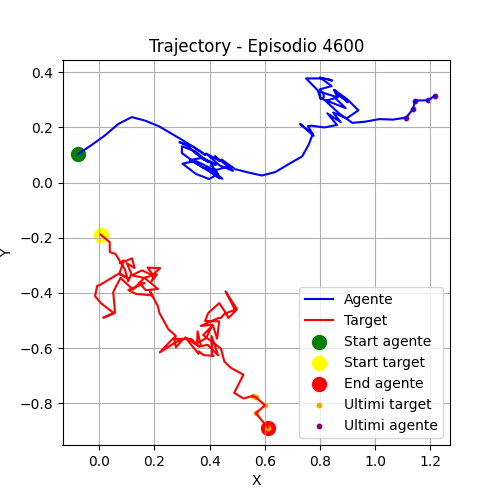 Trajectory - Episodio 4600
Y
0.4
0.2
0.0
−0.2
−0.4
−0.6
−0.8
0.0 0.2 0.4 0.6 0.8 1.0 1.2
X
Agente
Target
Start agente
Start target
End agente
Ultimi target
Ultimi agente